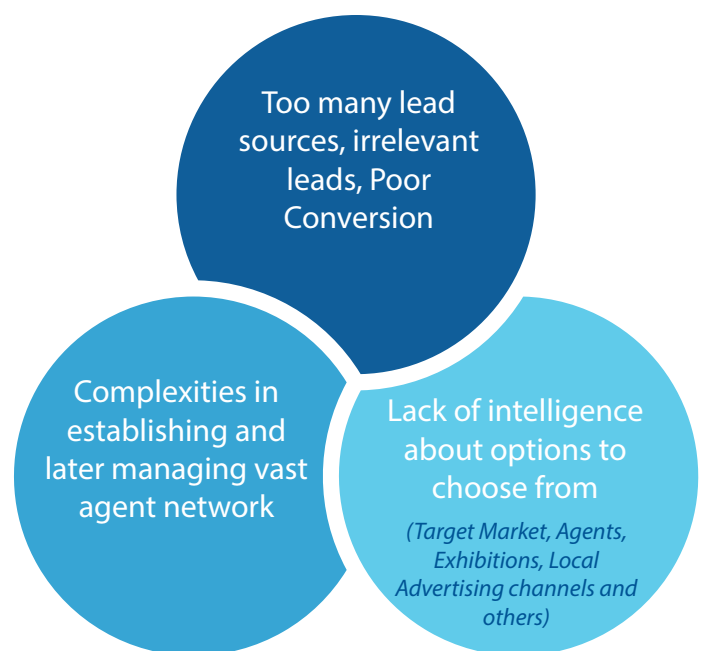 Too many lead
sources, irrelevant
leads, Poor
Conversion
Complexities in
establishing and
later managing vast
agent network
Lack of intelligence
about options to
choose from
(Target Market, Agents,
Exhibitions, Local
Advertising channels and
others)